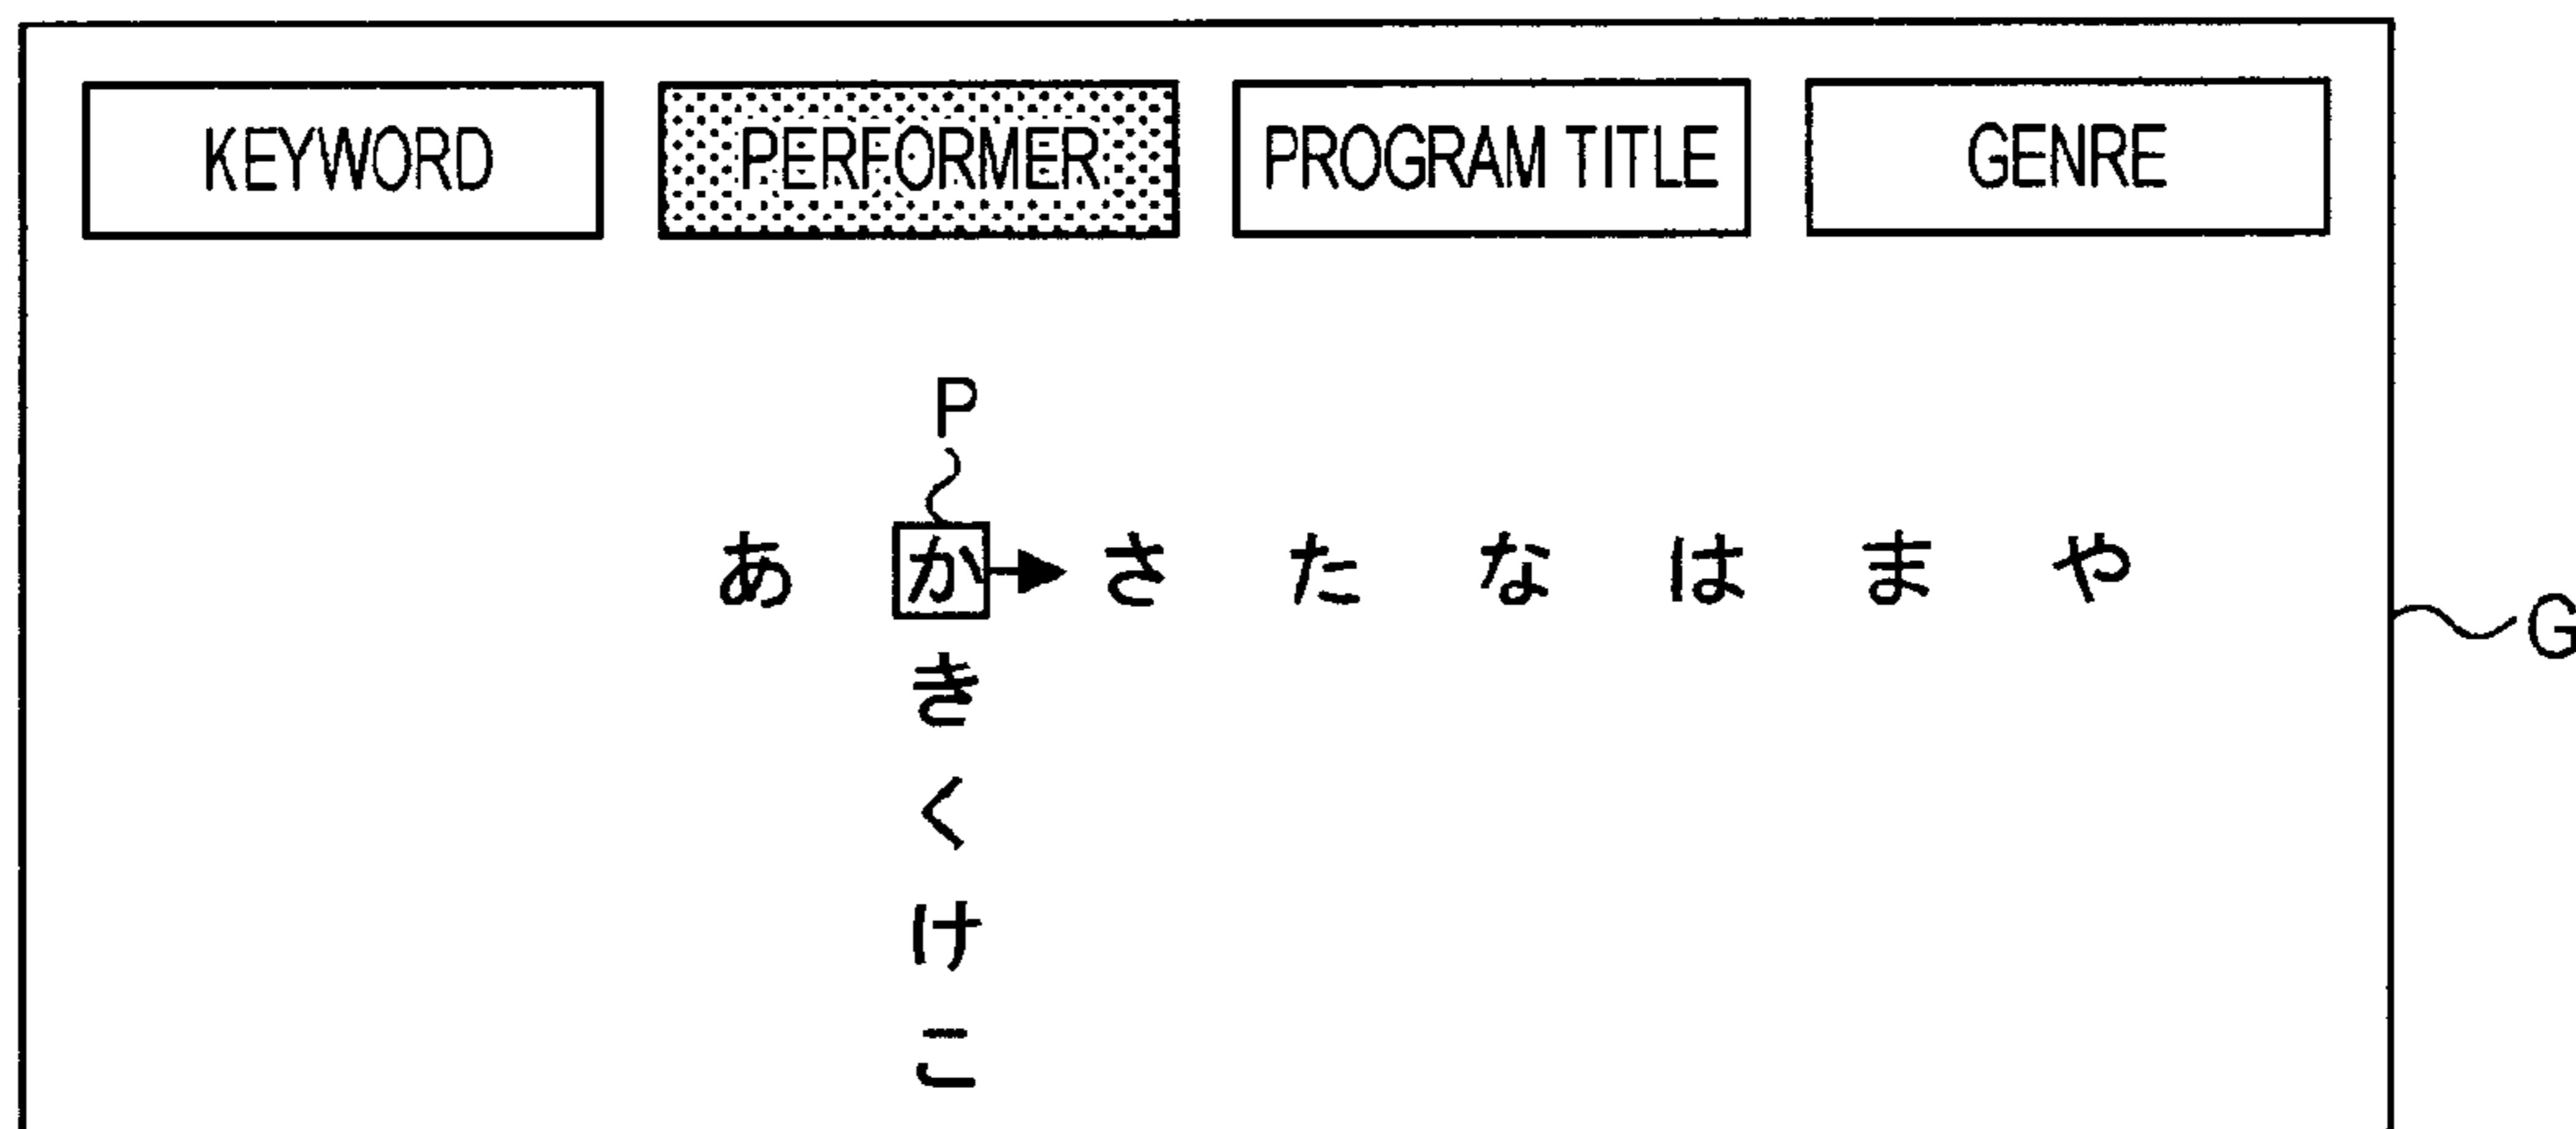 KEYWORD PERFORMER PROGRAM TITLE GENRE
P
あ か さ た な は ま や
G
き
く
け
こ